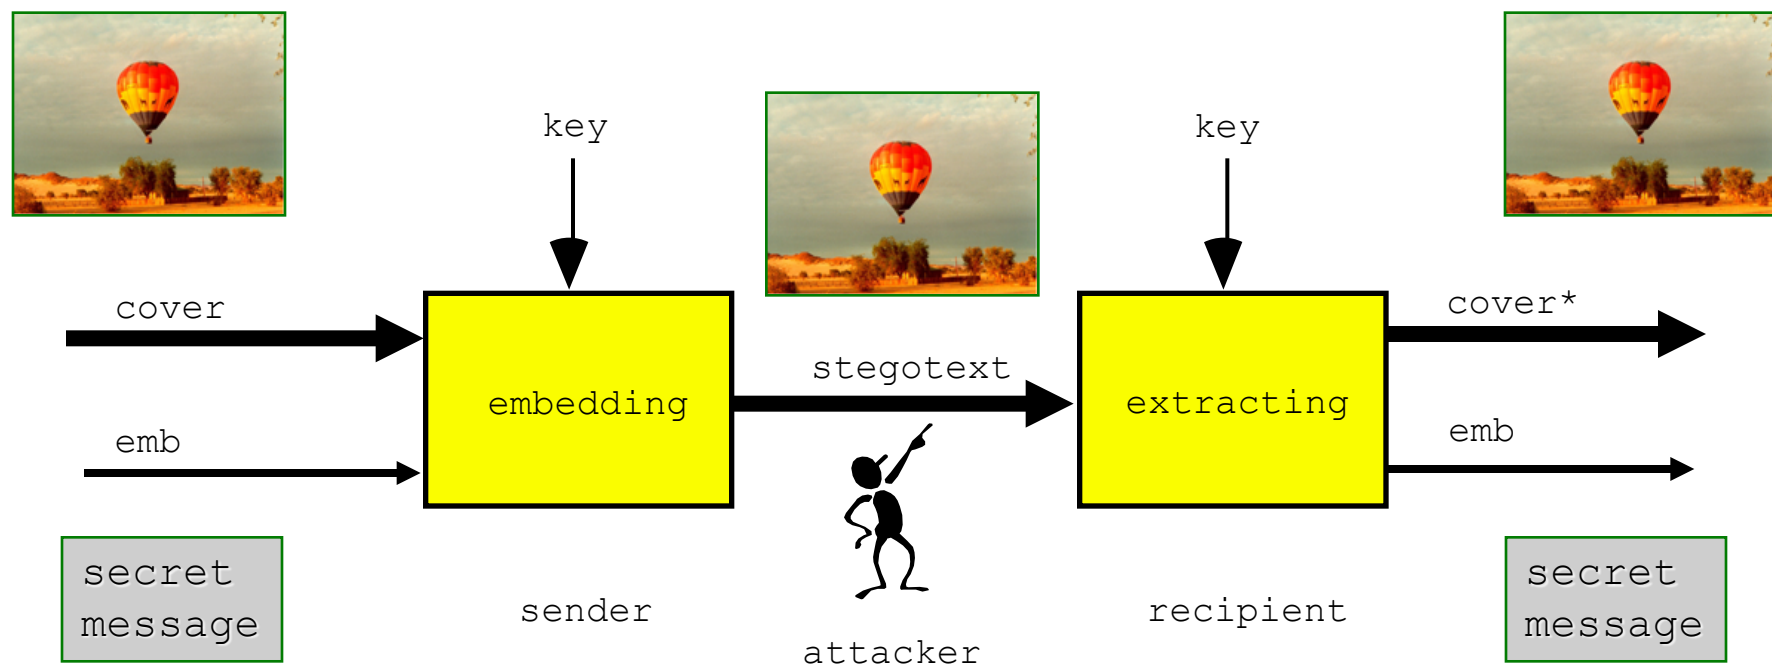 key
key
cover
cover*
stegotext
embedding
extracting
emb
emb
secret
message
sender
attacker
recipient
secret
message